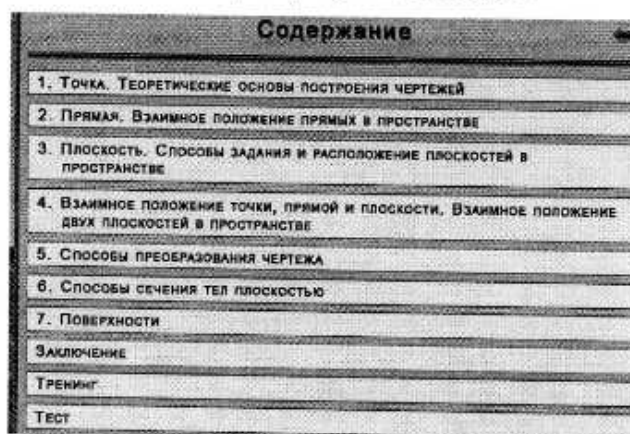 Содержание
1. Точка. Теоретические основы построения чертежей
2. Прямая. Взаимное положение прямых в пространстве
3. Плоскость. Способы задания и расположение плоскостей в
пространстве
4. Взаимное положение точки, прямой и плоскости. Взаимное положение
двух плоскостей в пространстве
5. Способы преобразования чертежа
6. Способы сечения тел плоскостью
7. Поверхности
Заключение
Тренинг
Тест